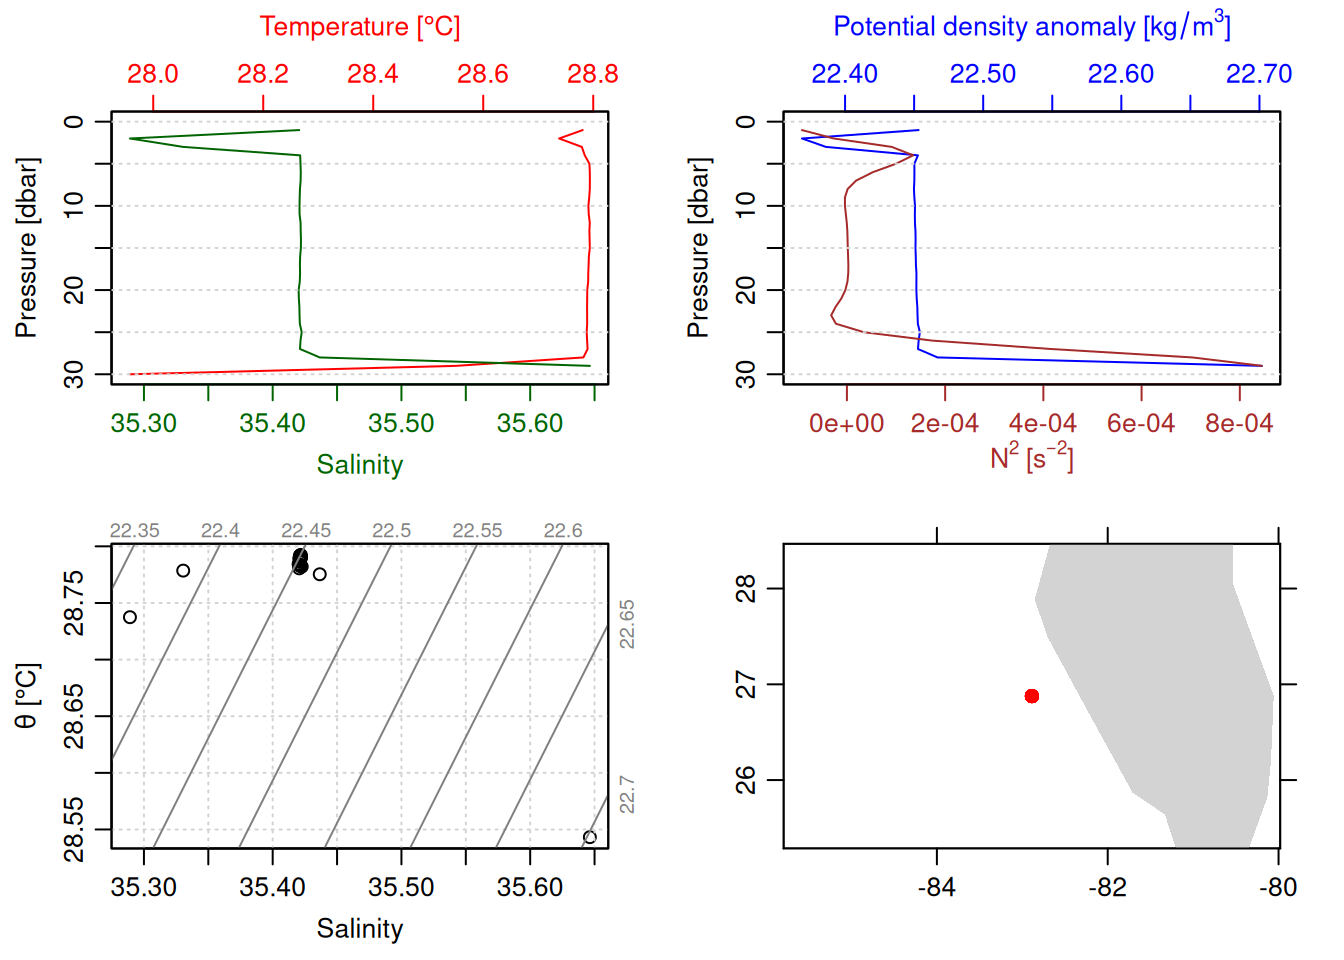 Temperature [°C]
28.0 28.2 28.4 28.6 28.8
Pressure [dbar]
0
10
20
30
35.30 35.40 35.50 35.60
Salinity
Potential density anomaly [kg/m³]
22.40 22.50 22.60 22.70
Pressure [dbar]
0
10
20
30
0e+00 2e-04 4e-04 6e-04 8e-04
N² [s⁻²]
22.35 22.4 22.45 22.5 22.55 22.6
22.65
22.7
θ [°C]
28.75
28.65
28.55
35.30 35.40 35.50 35.60
Salinity
28
27
26
-84 -82 -80